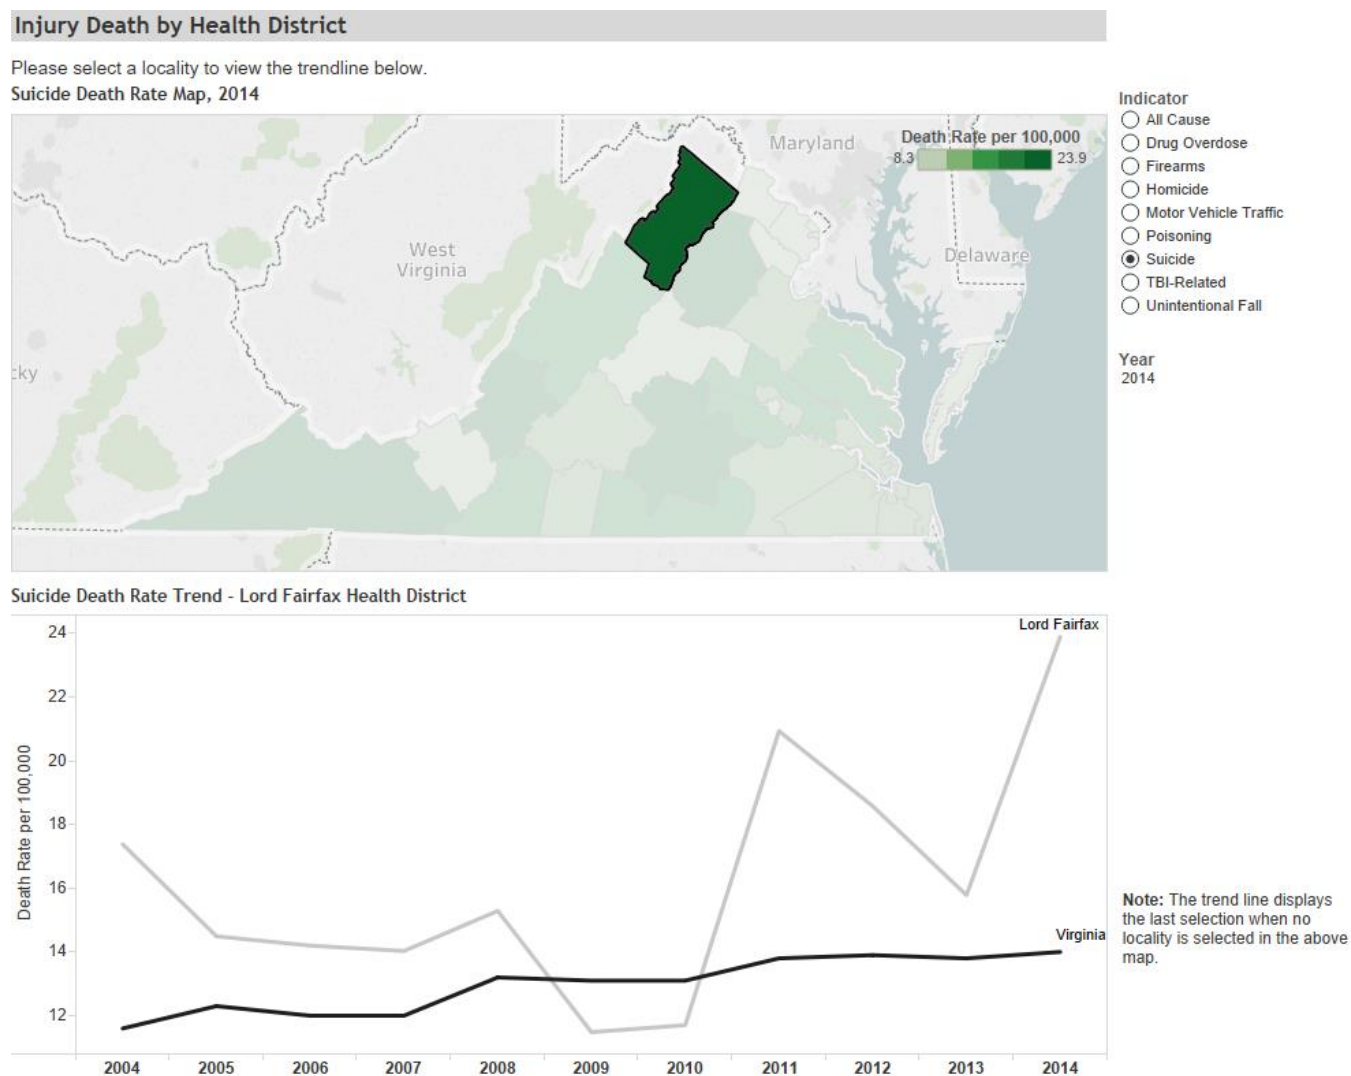 Injury Death by Health District
Please select a locality to view the trendline below.
Suicide Death Rate Map, 2014
Maryland
Death Rate per 100,000
8.3
23.9
West
Virginia
Delaware
cky
Indicator
All Cause
Drug Overdose
Firearms
Homicide
Motor Vehicle Traffic
Poisoning
Suicide
TBI-Related
Unintentional Fall
Year
2014
Suicide Death Rate Trend - Lord Fairfax Health District
Death Rate per 100,000
24
22
20
18
16
14
12
Lord Fairfax
Virginia
2004
2005
2006
2007
2008
2009
2010
2011
2012
2013
2014
Note: The trend line displays
the last selection when no
locality is selected in the above
map.